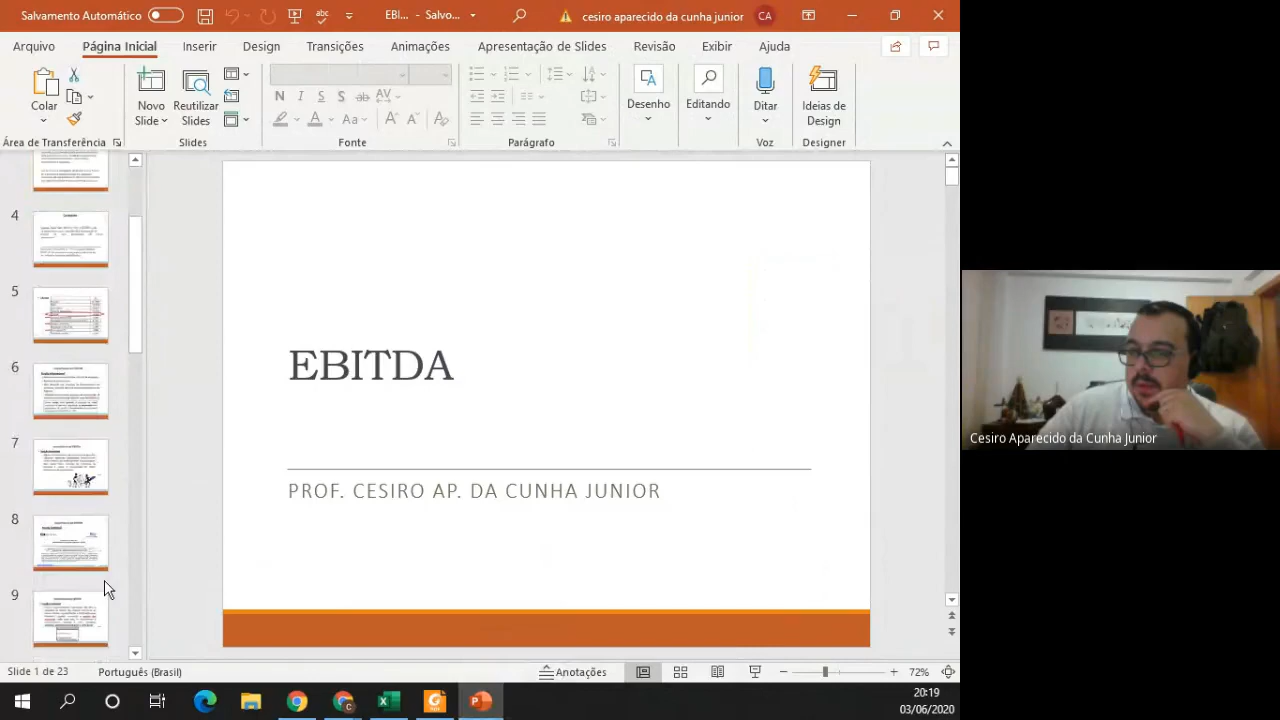 Salvamento Automático
EBI... - Salvo...
cesiro aparecido da cunha junior
CA
Arquivo
Página Inicial
Inserir
Design
Transições
Animações
Apresentação de Slides
Revisão
Exibir
Ajuda
Colar
Novo Slide
Reutilizar Slides
N I S S ab AV
Aa
Desenho
Editando
Ditar
Ideias de Design
Área de Transferência
Slides
Fonte
Parágrafo
Voz
Designer
4
5
6
7
8
9
EBITDA
PROF. CESIRO AP. DA CUNHA JUNIOR
Cesiro Aparecido da Cunha Junior
Slide 1 de 23
Português (Brasil)
Anotações
72%
20:19
03/06/2020